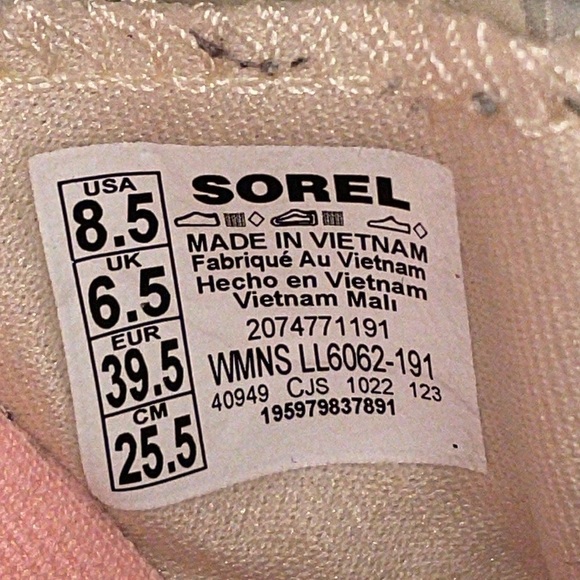 USA
8.5
UK
6.5
EUR
39.5
CM
25.5
SOREL
MADE IN VIETNAM
Fabriqué Au Vietnam
Hecho en Vietnam
Vietnam Malı
2074771191
WMNS LL6062-191
40949 CJS 1022 123
195979837891